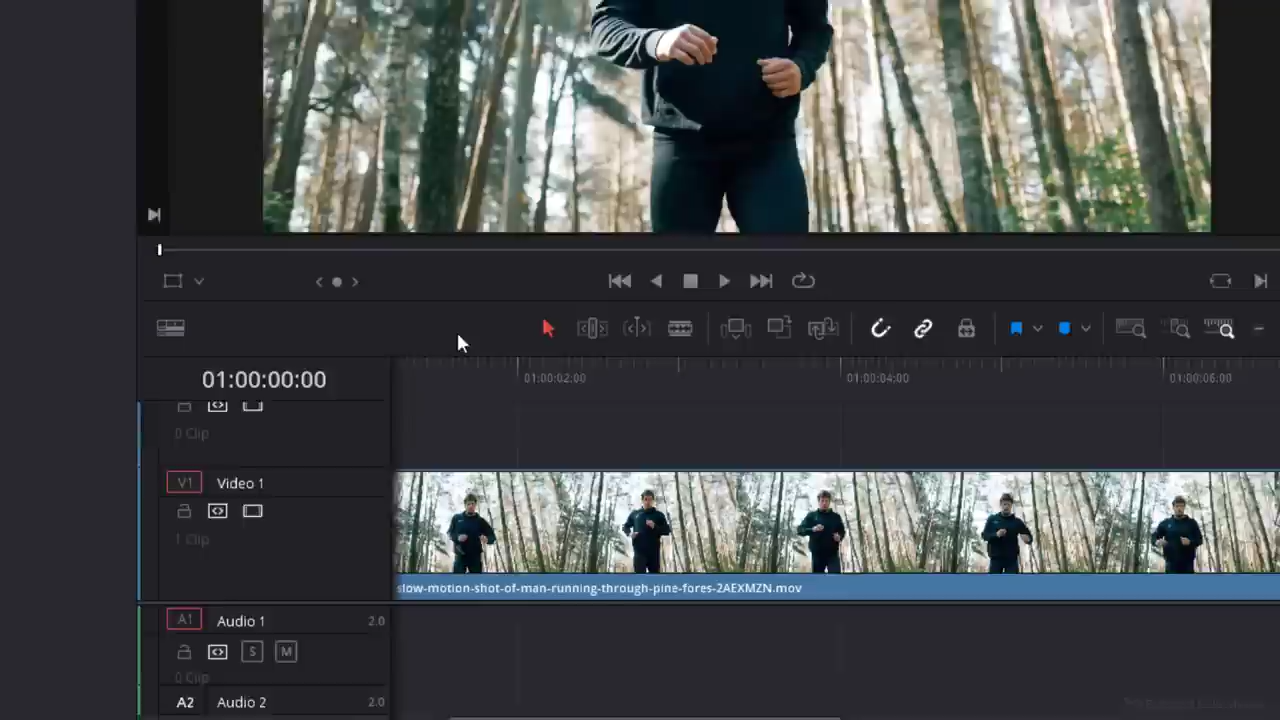 01:00:00:00
01:00:02:00
01:00:04:00
01:00:06:00
0 Clip
V1 Video 1
1 Clip
slow-motion-shot-of-man-running-through-pine-fores-2AEXMZN.mov
A1 Audio 1 2.0
S M
0 Clip
A2 Audio 2 2.0